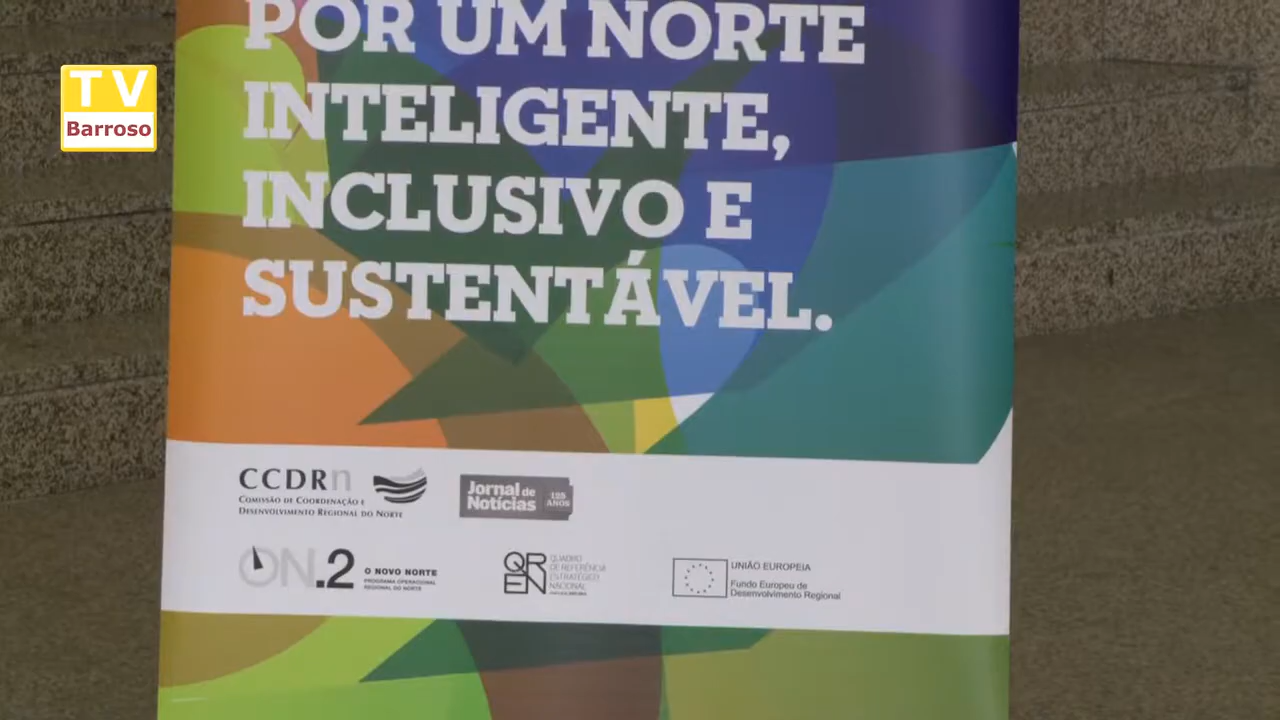 POR UM NORTE
INTELIGENTE,
INCLUSIVO E
SUSTENTÁVEL.
TV
Barroso
CCDRn
COMISSÃO DE COORDENAÇÃO E
DESENVOLVIMENTO REGIONAL DO NORTE
Jornal de
Notícias
125
ANOS
ON.2
O NOVO NORTE
PROGRAMA OPERACIONAL
REGIONAL DO NORTE
QR
EN
QUADRO
DE REFERÊNCIA
ESTRATÉGICO
NACIONAL
UNIÃO EUROPEIA
Fundo Europeu de
Desenvolvimento Regional